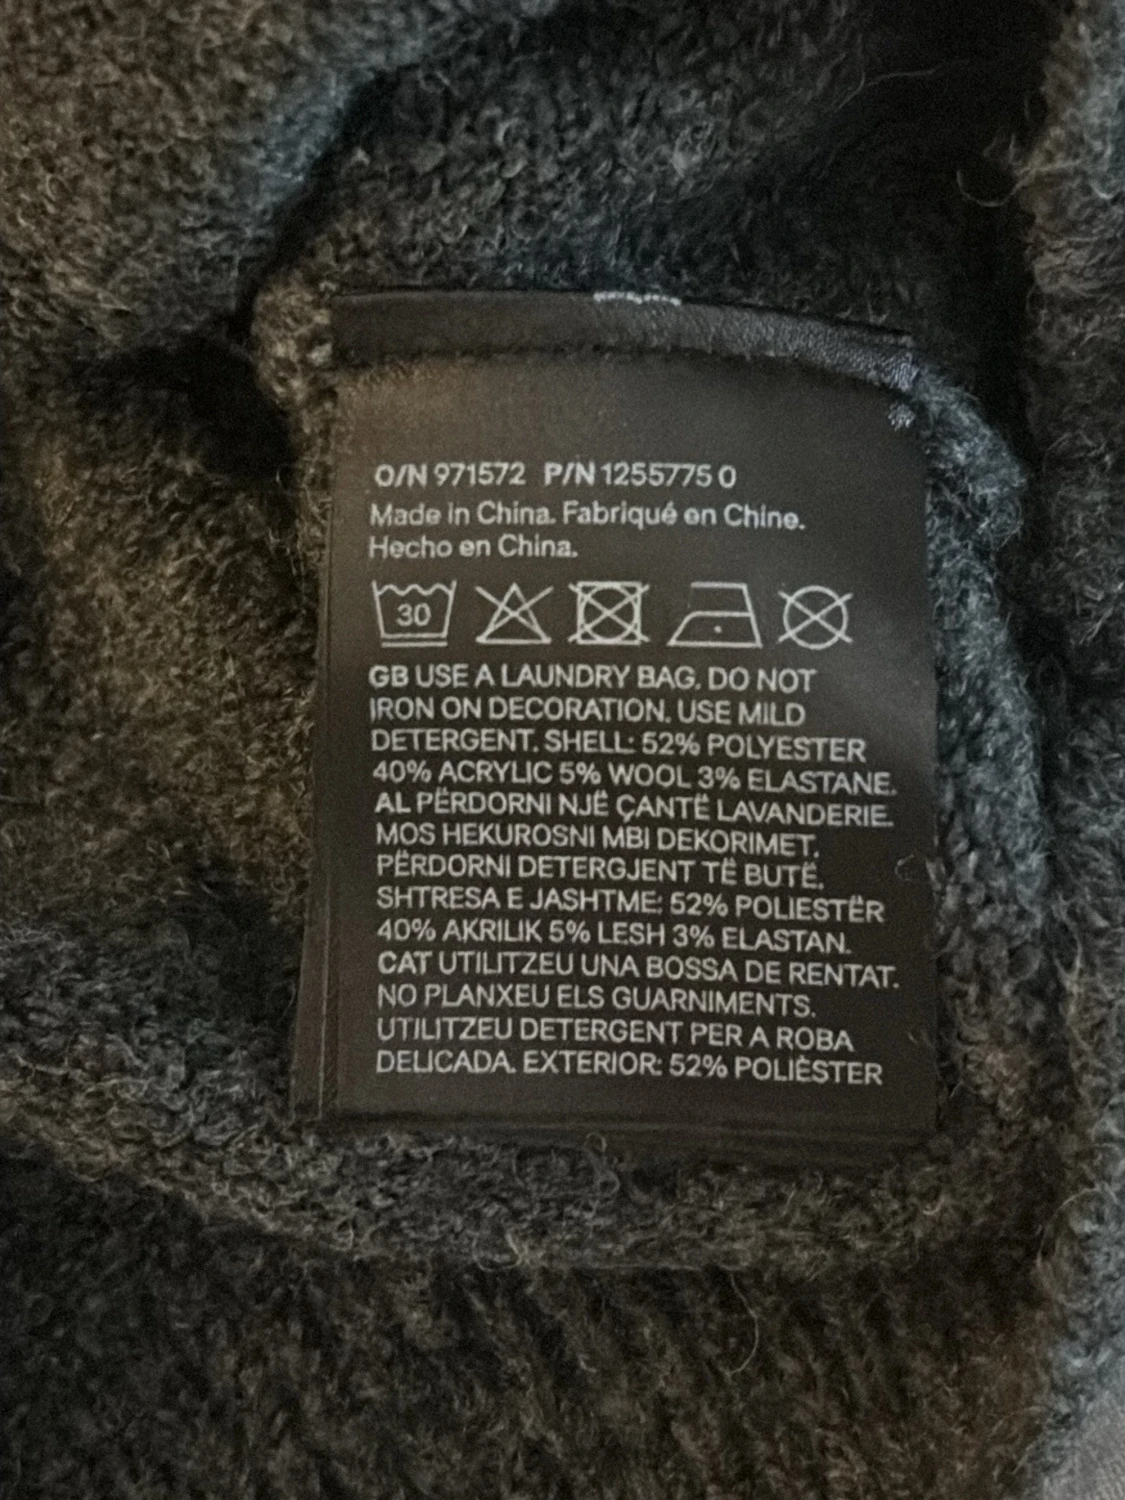 O/N 971572 P/N 1255775 0
Made in China. Fabriqué en Chine.
Hecho en China.
30
GB USE A LAUNDRY BAG. DO NOT
IRON ON DECORATION. USE MILD
DETERGENT. SHELL: 52% POLYESTER
40% ACRYLIC 5% WOOL 3% ELASTANE.
AL PËRDORNI NJË ÇANTË LAVANDERIE.
MOS HEKUROSNI MBI DEKORIMET.
PËRDORNI DETERGJENT TË BUTË.
SHTRESA E JASHTME: 52% POLIESTËR
40% AKRILIK 5% LESH 3% ELASTAN.
CAT UTILITZEU UNA BOSSA DE RENTAT.
NO PLANXEU ELS GUARNIMENTS.
UTILITZEU DETERGENT PER A ROBA
DELICADA. EXTERIOR: 52% POLIÈSTER